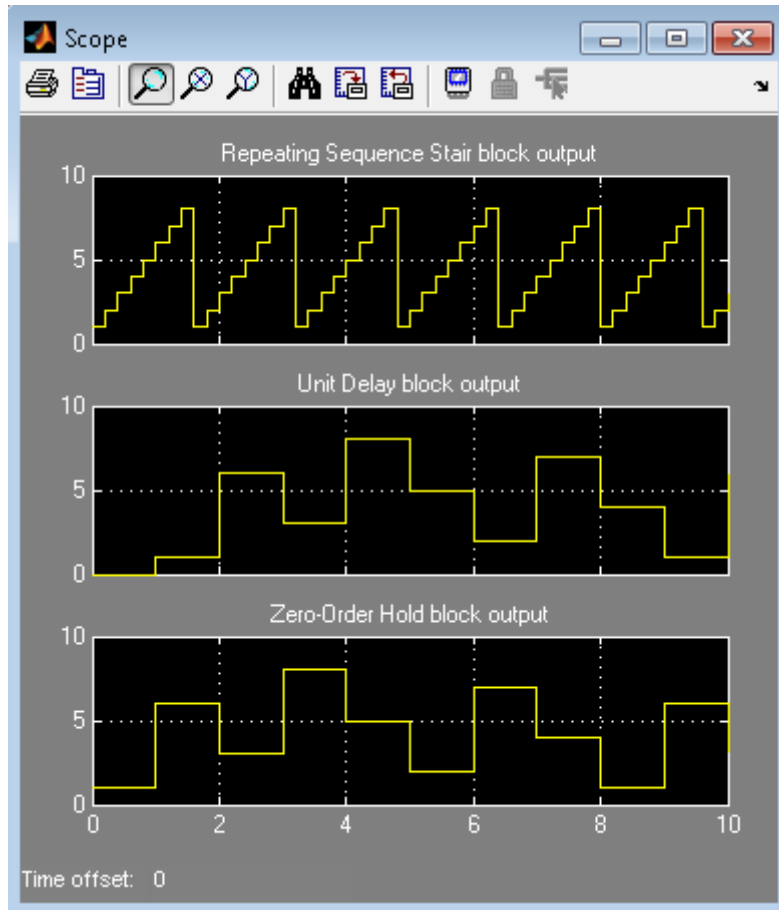 Scope
Repeating Sequence Stair block output
10
5
0
Unit Delay block output
10
5
0
Zero-Order Hold block output
10
5
0
0 2 4 6 8 10
Time offset: 0